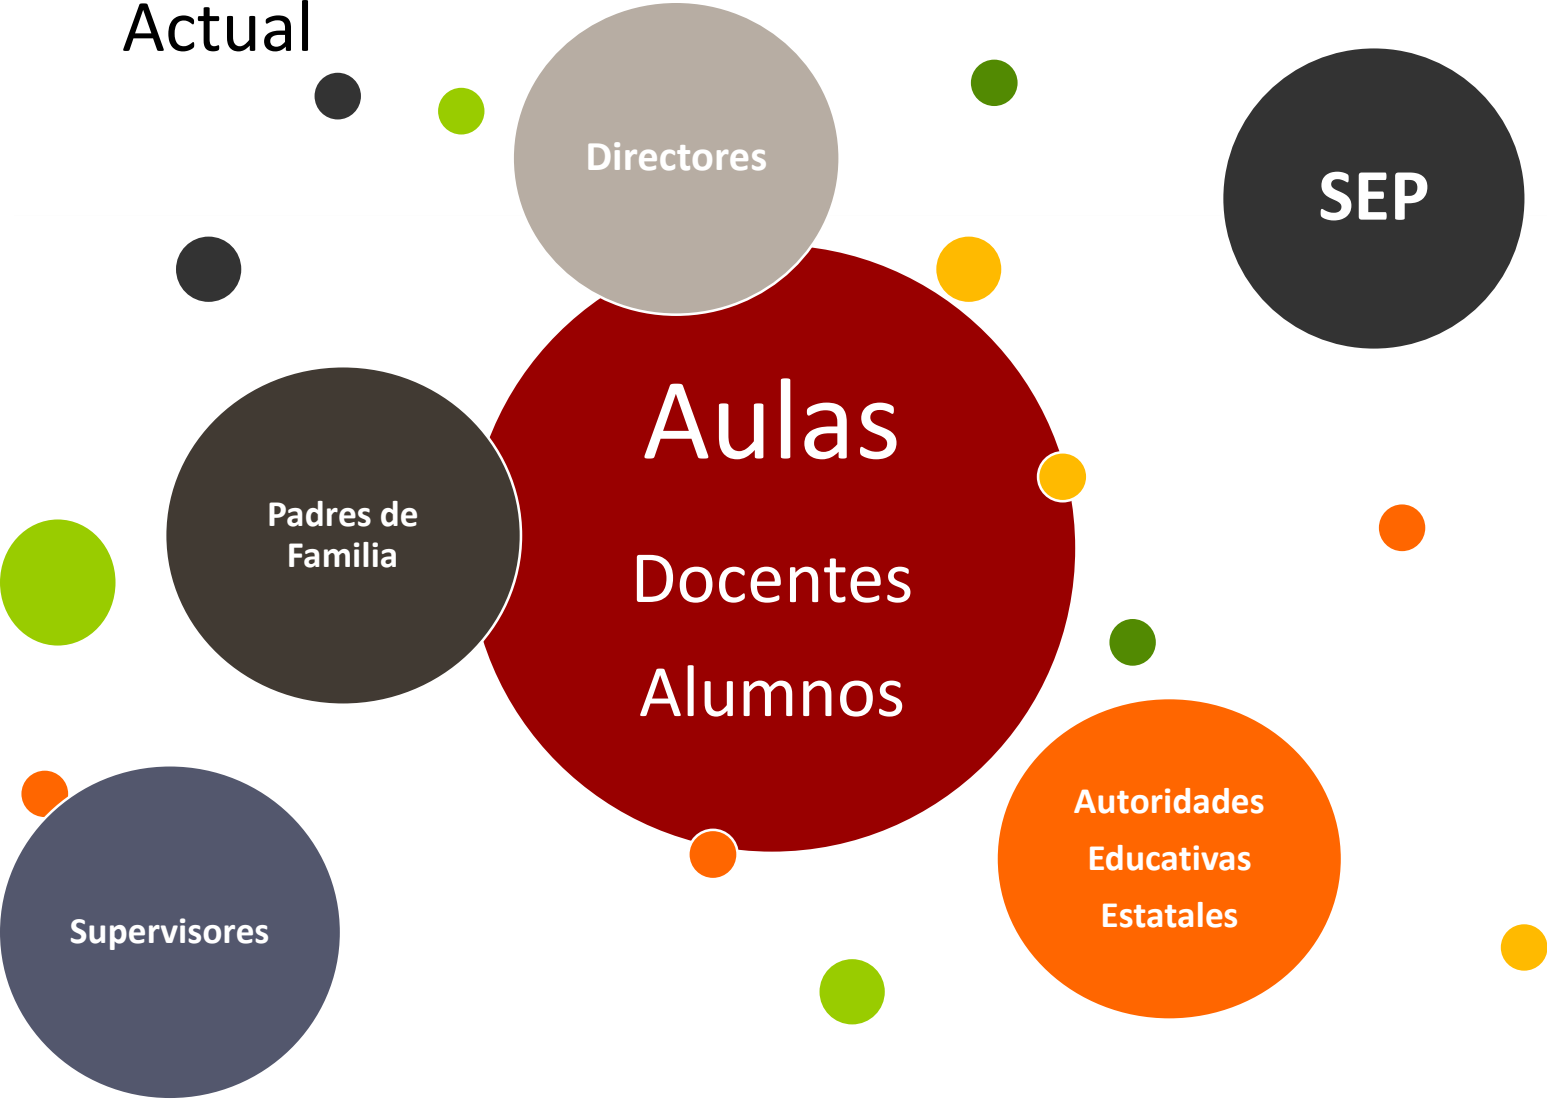 Actual
Directores
SEP
Aulas
Docentes
Alumnos
Padres de
Familia
Autoridades
Educativas
Estatales
Supervisores